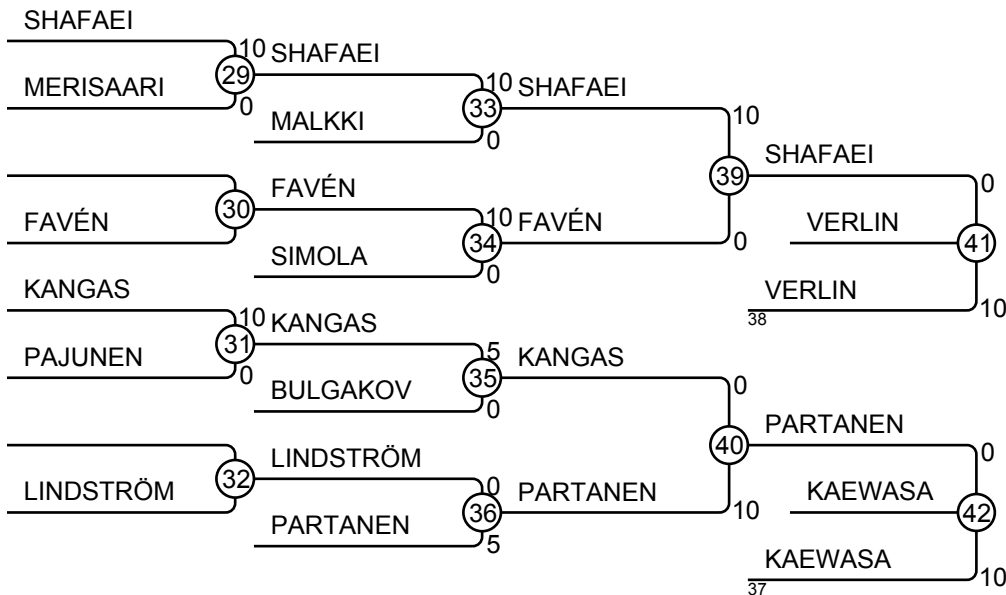 SHAFAEI
10 SHAFAEI
29
10 SHAFAEI
MERISAARI
33
0
10
MALKKI
0
SHAFAEI
39
0
FAVÉN
30
FAVÉN
10 FAVÉN
VERLIN
41
34
0
SIMOLA
0
KANGAS
VERLIN
10
38
10 KANGAS
31
5 KANGAS
PAJUNEN
35
0
0
BULGAKOV
0
PARTANEN
40
0
LINDSTRÖM
32
LINDSTRÖM
0
KAEWASA
PARTANEN
36
42
10
PARTANEN
5
KAEWASA
10
37